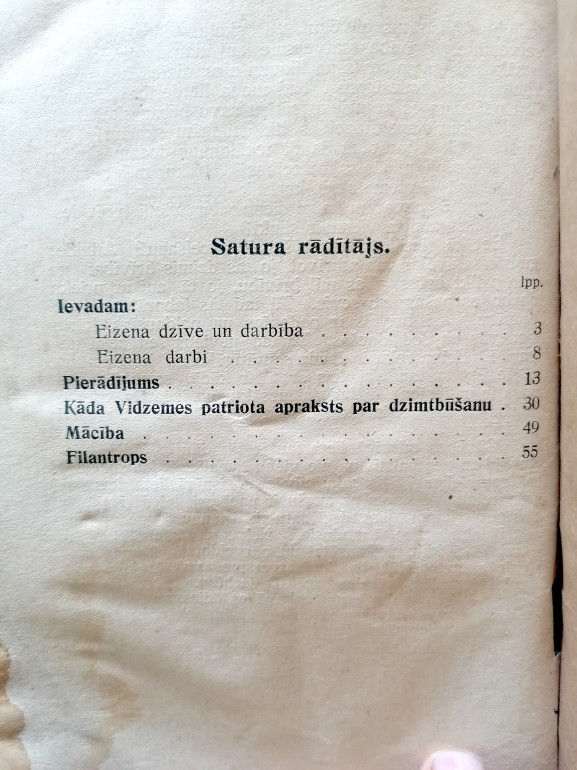 Satura rādītājs.
lpp.
Ievadam:
Eizena dzīve un darbība . . . . . . . . . 3
Eizena darbi . . . . . . . . . . . . 8
Pierādījums . . . . . . . . . . . . . . . 13
Kāda Vidzemes patriota apraksts par dzimtbūšanu . 30
Mācība . . . . . . . . . . . . . . . . 49
Filantrops . . . . . . . . . . . . . . . 55